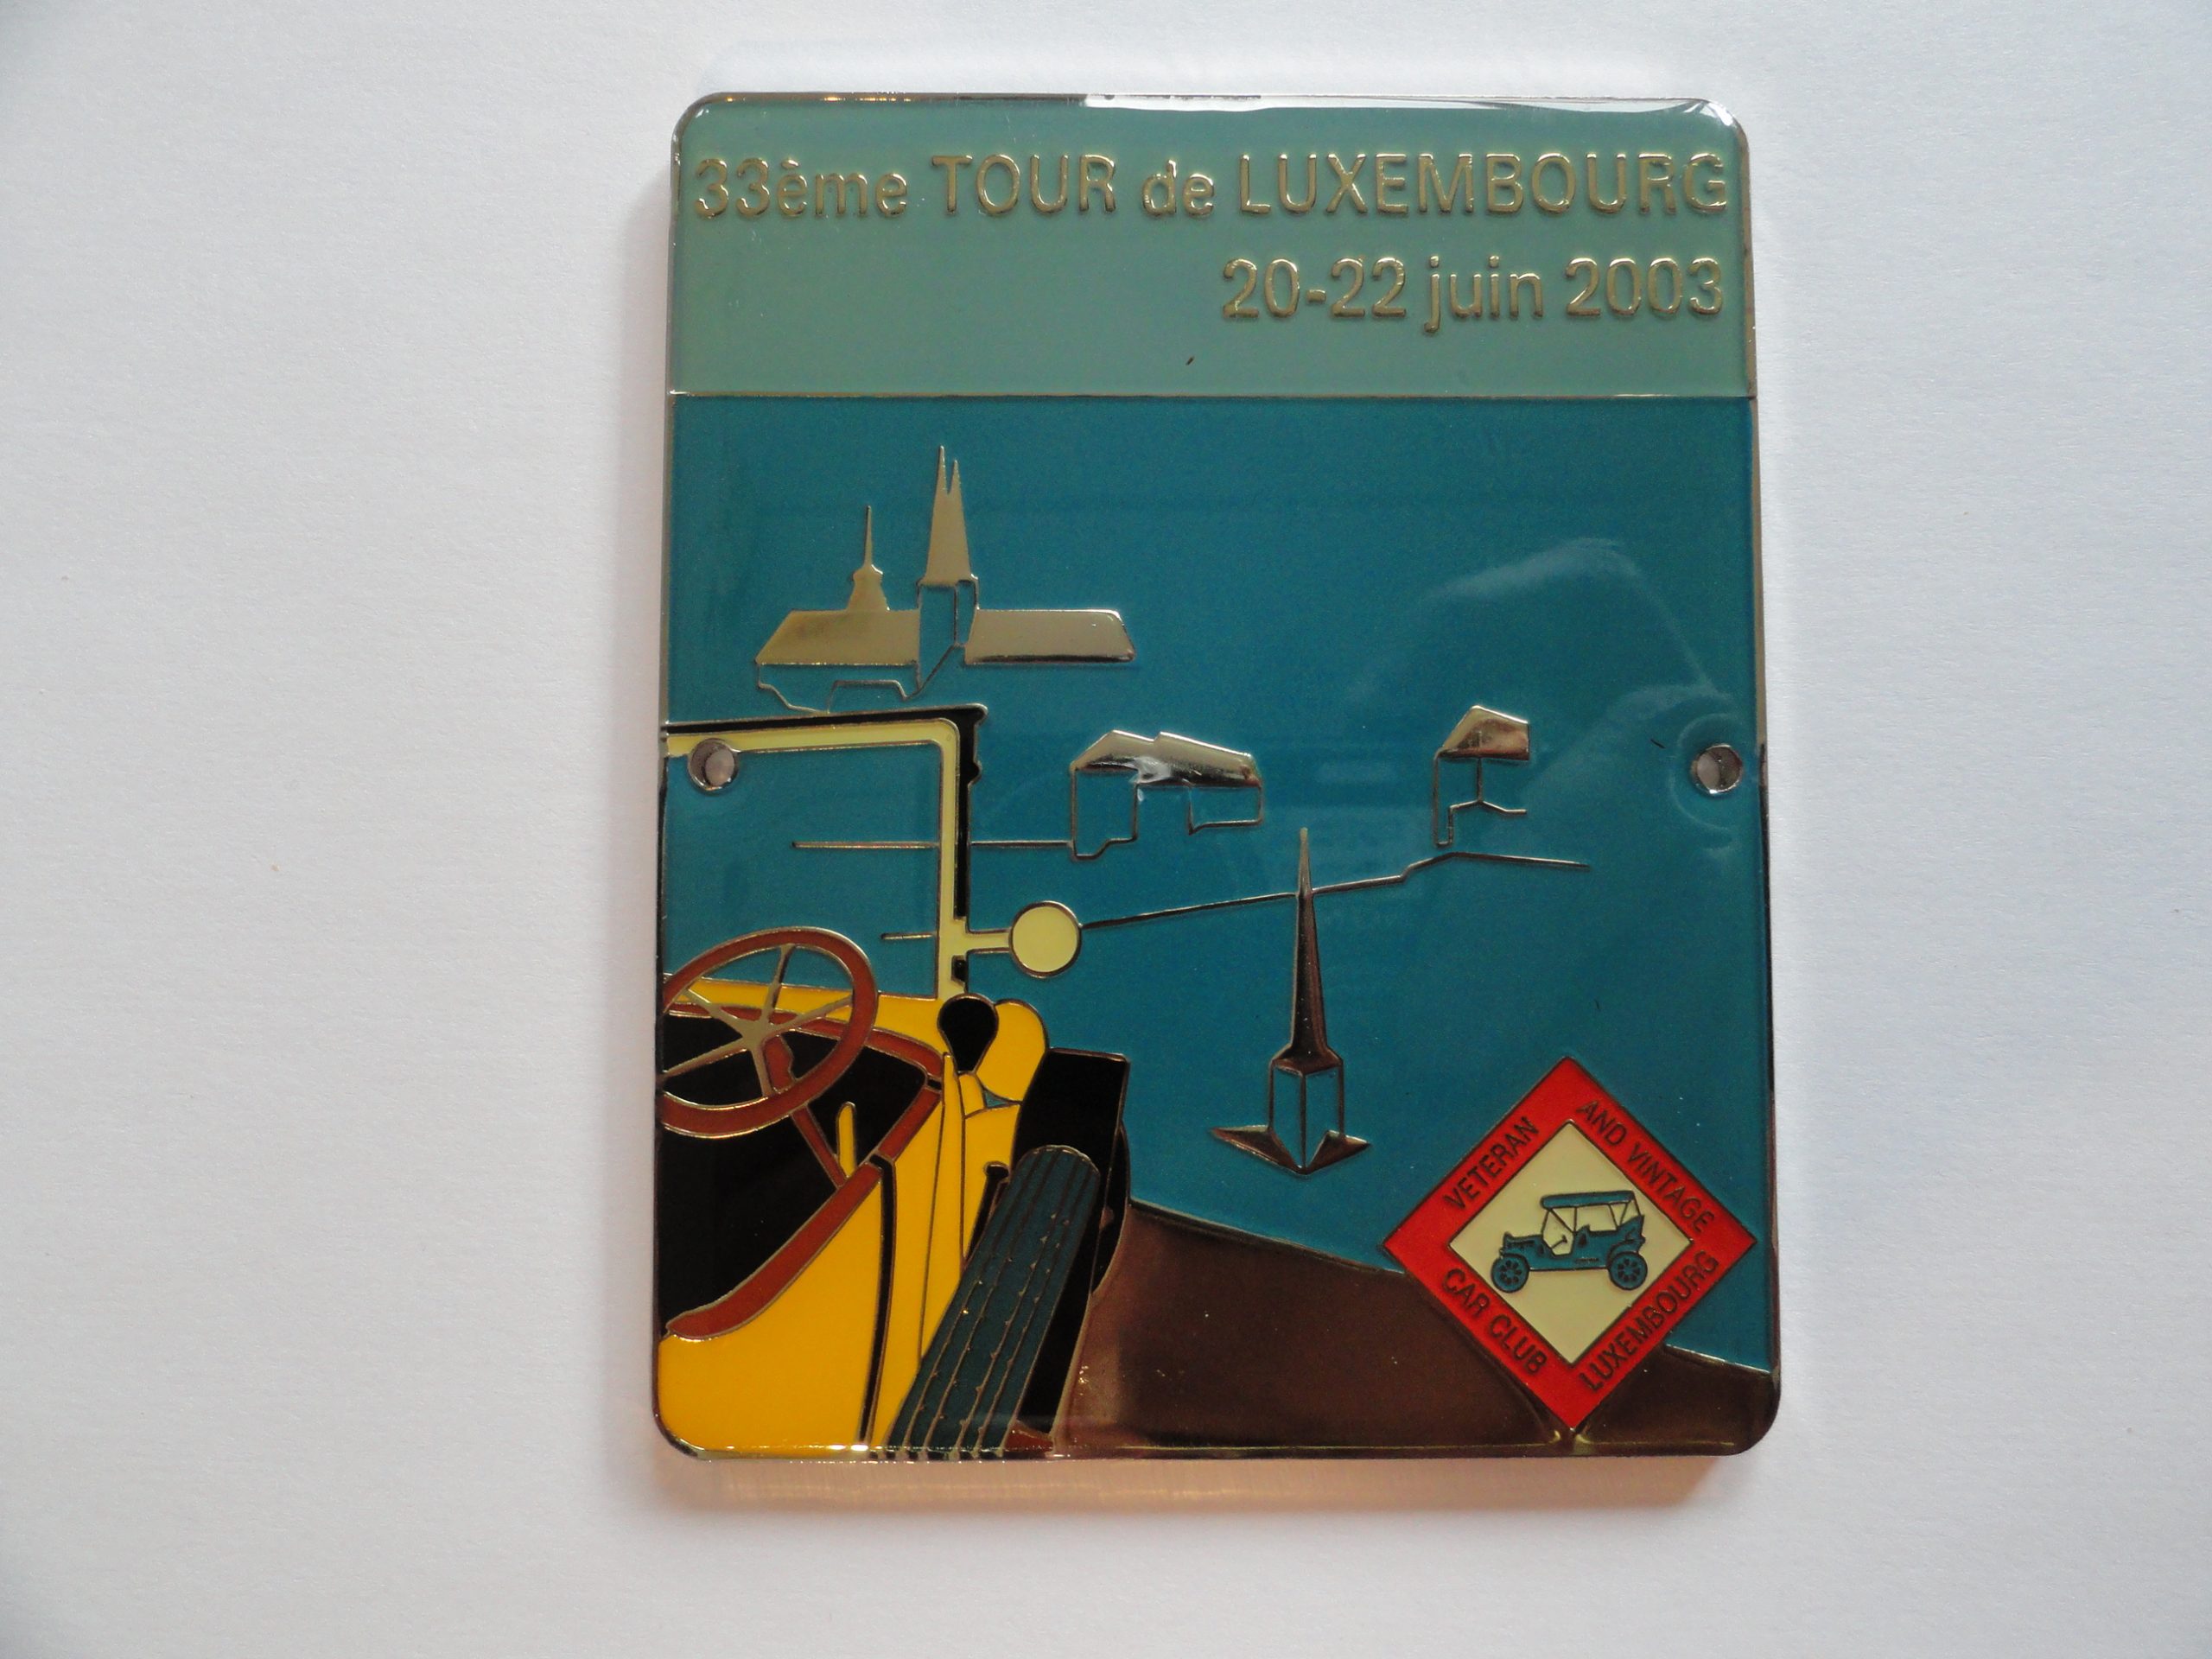 33ème TOUR de LUXEMBOURG
20-22 juin 2003
VETERAN
AND VINTAGE
CAR CLUB
LUXEMBOURG